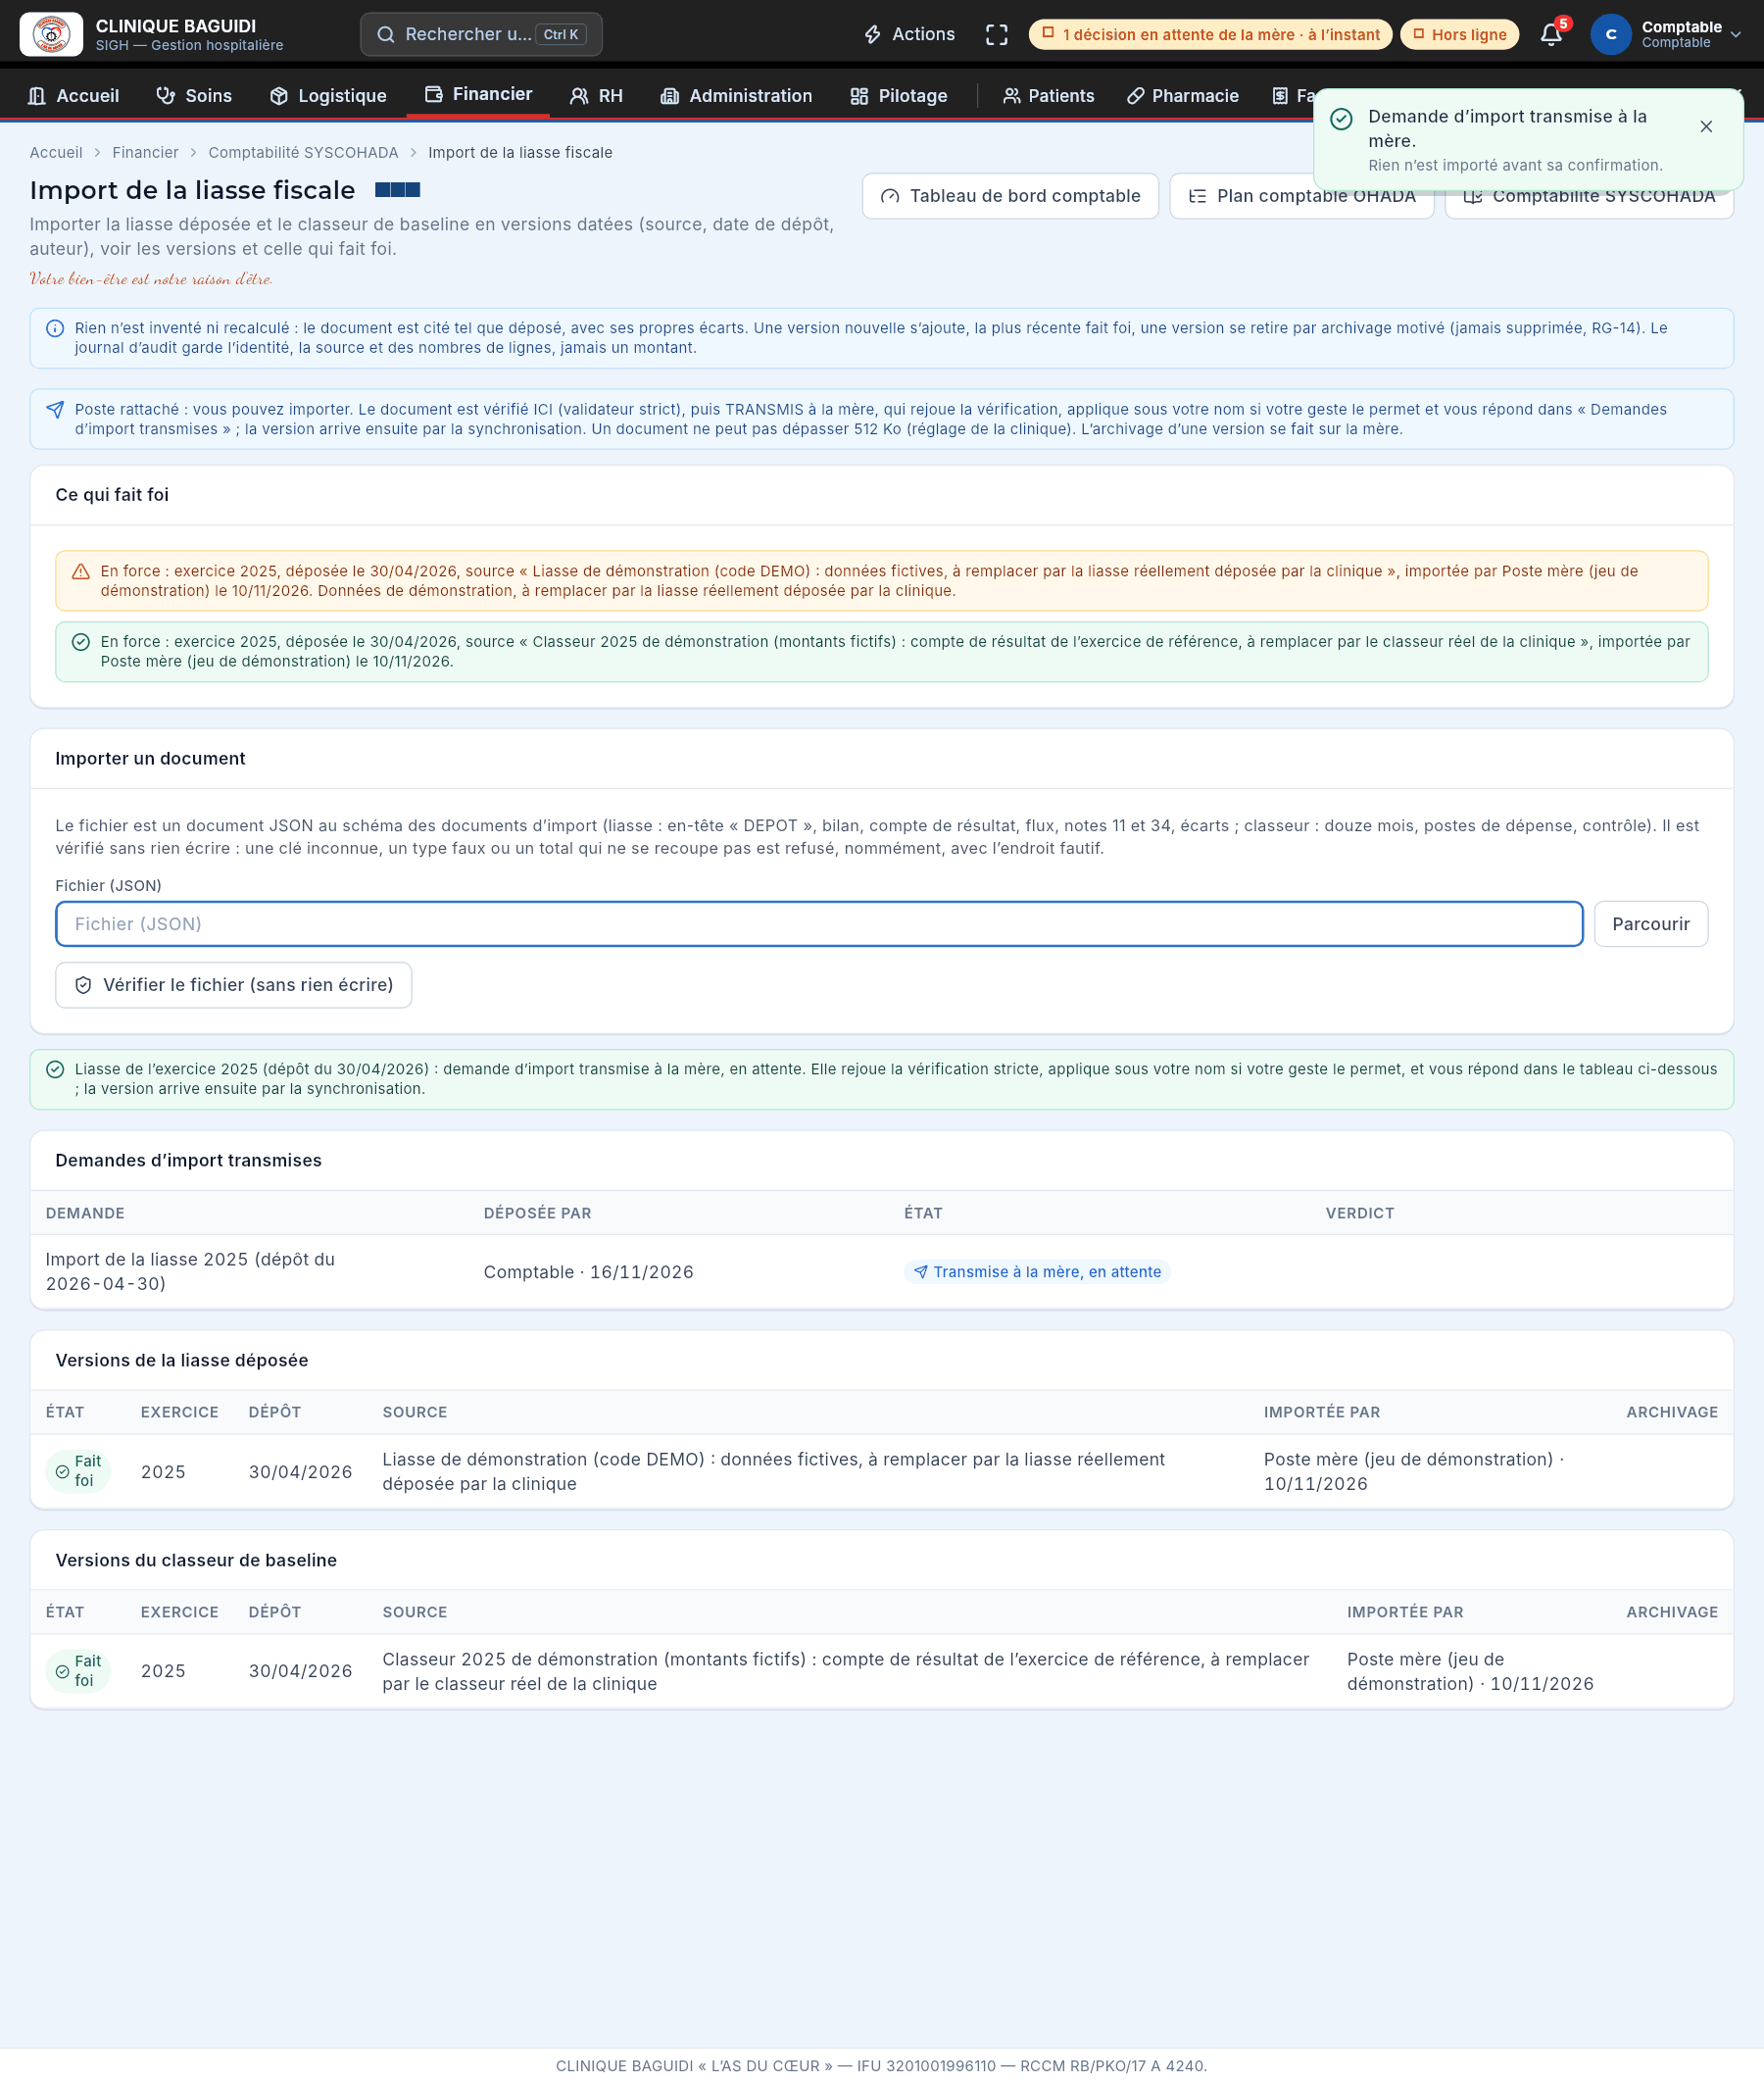 CLINIQUE BAGUIDI
SIGH — Gestion hospitalière
Rechercher u... Ctrl K
Actions
1 décision en attente de la mère · à l’instant
Hors ligne
5
C
Comptable
Comptable
Accueil
Soins
Logistique
Financier
RH
Administration
Pilotage
Patients
Pharmacie
Fa
Demande d’import transmise à la
mère.
Rien n’est importé avant sa confirmation.
Accueil > Financier > Comptabilité SYSCOHADA > Import de la liasse fiscale
Import de la liasse fiscale
Importer la liasse déposée et le classeur de baseline en versions datées (source, date de dépôt,
auteur), voir les versions et celle qui fait foi.
Votre bien-être est notre raison d'être.
Tableau de bord comptable
Plan comptable OHADA
Comptabilité SYSCOHADA
Rien n’est inventé ni recalculé : le document est cité tel que déposé, avec ses propres écarts. Une version nouvelle s’ajoute, la plus récente fait foi, une version se retire par archivage motivé (jamais supprimée, RG-14). Le
journal d’audit garde l’identité, la source et des nombres de lignes, jamais un montant.
Poste rattaché : vous pouvez importer. Le document est vérifié ICI (validateur strict), puis TRANSMIS à la mère, qui rejoue la vérification, applique sous votre nom si votre geste le permet et vous répond dans « Demandes
d’import transmises » ; la version arrive ensuite par la synchronisation. Un document ne peut pas dépasser 512 Ko (réglage de la clinique). L’archivage d’une version se fait sur la mère.
Ce qui fait foi
En force : exercice 2025, déposée le 30/04/2026, source « Liasse de démonstration (code DEMO) : données fictives, à remplacer par la liasse réellement déposée par la clinique », importée par Poste mère (jeu de
démonstration) le 10/11/2026. Données de démonstration, à remplacer par la liasse réellement déposée par la clinique.
En force : exercice 2025, déposée le 30/04/2026, source « Classeur 2025 de démonstration (montants fictifs) : compte de résultat de l’exercice de référence, à remplacer par le classeur réel de la clinique », importée par
Poste mère (jeu de démonstration) le 10/11/2026.
Importer un document
Le fichier est un document JSON au schéma des documents d’import (liasse : en-tête « DEPOT », bilan, compte de résultat, flux, notes 11 et 34, écarts ; classeur : douze mois, postes de dépense, contrôle). Il est
vérifié sans rien écrire : une clé inconnue, un type faux ou un total qui ne se recoupe pas est refusé, nommément, avec l’endroit fautif.
Fichier (JSON)
Fichier (JSON)
Parcourir
Vérifier le fichier (sans rien écrire)
Liasse de l’exercice 2025 (dépôt du 30/04/2026) : demande d’import transmise à la mère, en attente. Elle rejoue la vérification stricte, applique sous votre nom si votre geste le permet, et vous répond dans le tableau ci-dessous
; la version arrive ensuite par la synchronisation.
Demandes d’import transmises
DEMANDE DÉPOSÉE PAR ÉTAT VERDICT
Import de la liasse 2025 (dépôt du
2026-04-30)
Comptable · 16/11/2026
Transmise à la mère, en attente
Versions de la liasse déposée
ÉTAT EXERCICE DÉPÔT SOURCE IMPORTÉE PAR ARCHIVAGE
Fait
foi
2025
30/04/2026
Liasse de démonstration (code DEMO) : données fictives, à remplacer par la liasse réellement
déposée par la clinique
Poste mère (jeu de démonstration) ·
10/11/2026
Versions du classeur de baseline
ÉTAT EXERCICE DÉPÔT SOURCE IMPORTÉE PAR ARCHIVAGE
Fait
foi
2025
30/04/2026
Classeur 2025 de démonstration (montants fictifs) : compte de résultat de l’exercice de référence, à remplacer
par le classeur réel de la clinique
Poste mère (jeu de
démonstration) · 10/11/2026
CLINIQUE BAGUIDI « L’AS DU CŒUR » — IFU 3201001996110 — RCCM RB/PKO/17 A 4240.